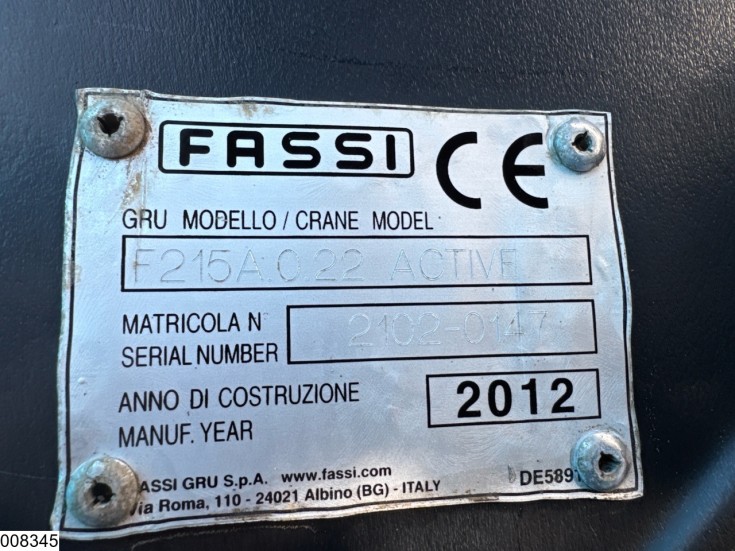 FASSI CE
GRU MODELLO / CRANE MODEL
F215A.0.22 ACTIVE
MATRICOLA N°
SERIAL NUMBER
2102-0147
ANNO DI COSTRUZIONE
MANUF. YEAR
2012
ASSI GRU S.p.A. www.fassi.com
Via Roma, 110 - 24021 Albino (BG) - ITALY
008345